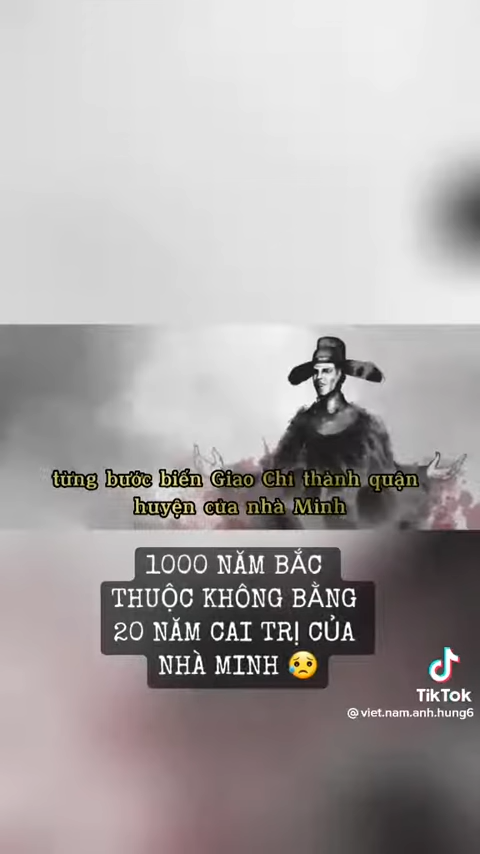 từng bước biến Giao Chỉ thành quận
huyện của nhà Minh
1000 NĂM BẮC
THUỘC KHÔNG BẰNG
20 NĂM CAI TRỊ CỦA
NHÀ MINH 😥
TikTok
@viet.nam.anh.hung6